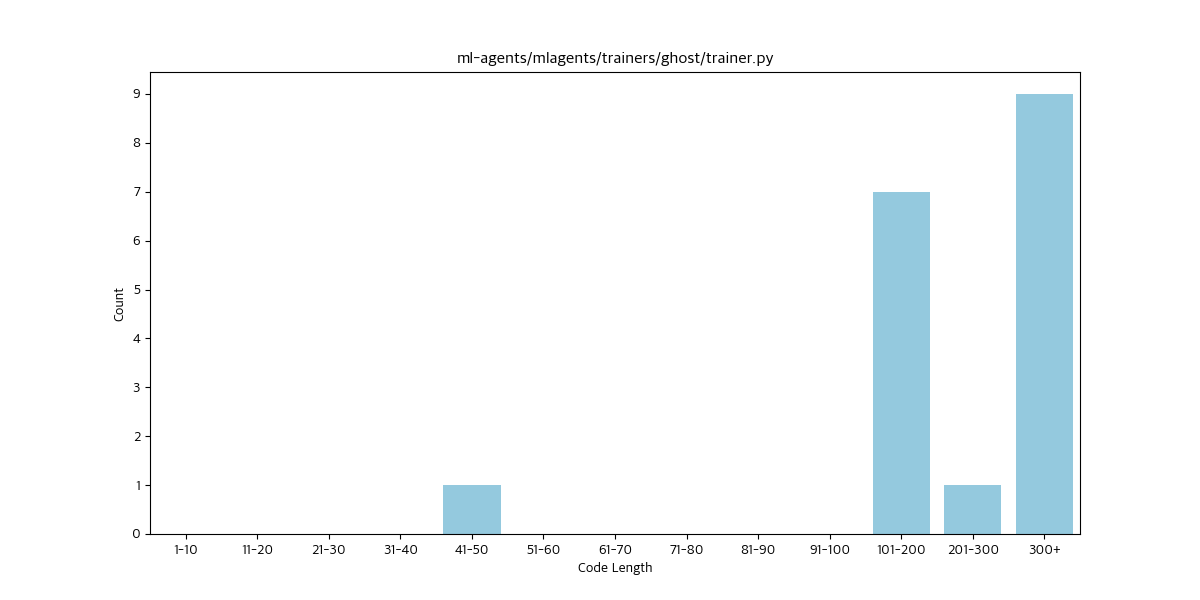 ml-agents/mlagents/trainers/ghost/trainer.py
9
8
7
6
5
4
3
2
1
0
Count
1-10 11-20 21-30 31-40 41-50 51-60 61-70 71-80 81-90 91-100 101-200 201-300 300+
Code Length